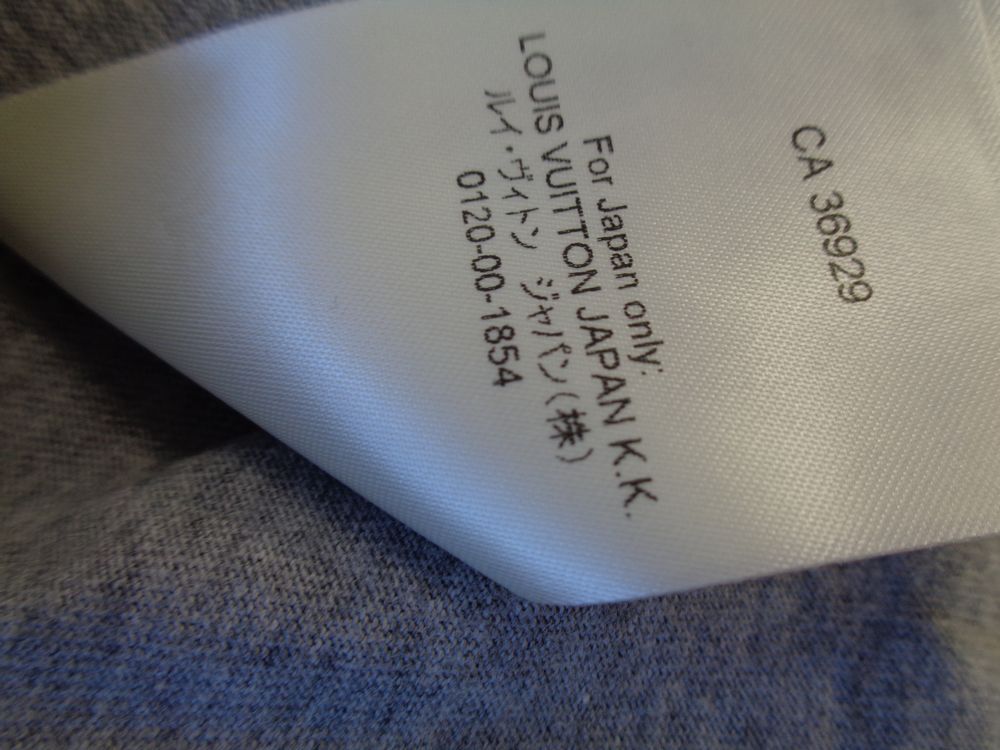 CA 36929
For Japan only:
LOUIS VUITTON JAPAN K.K.
ルイ・ヴィトン ジャパン(株)
0120-00-1854